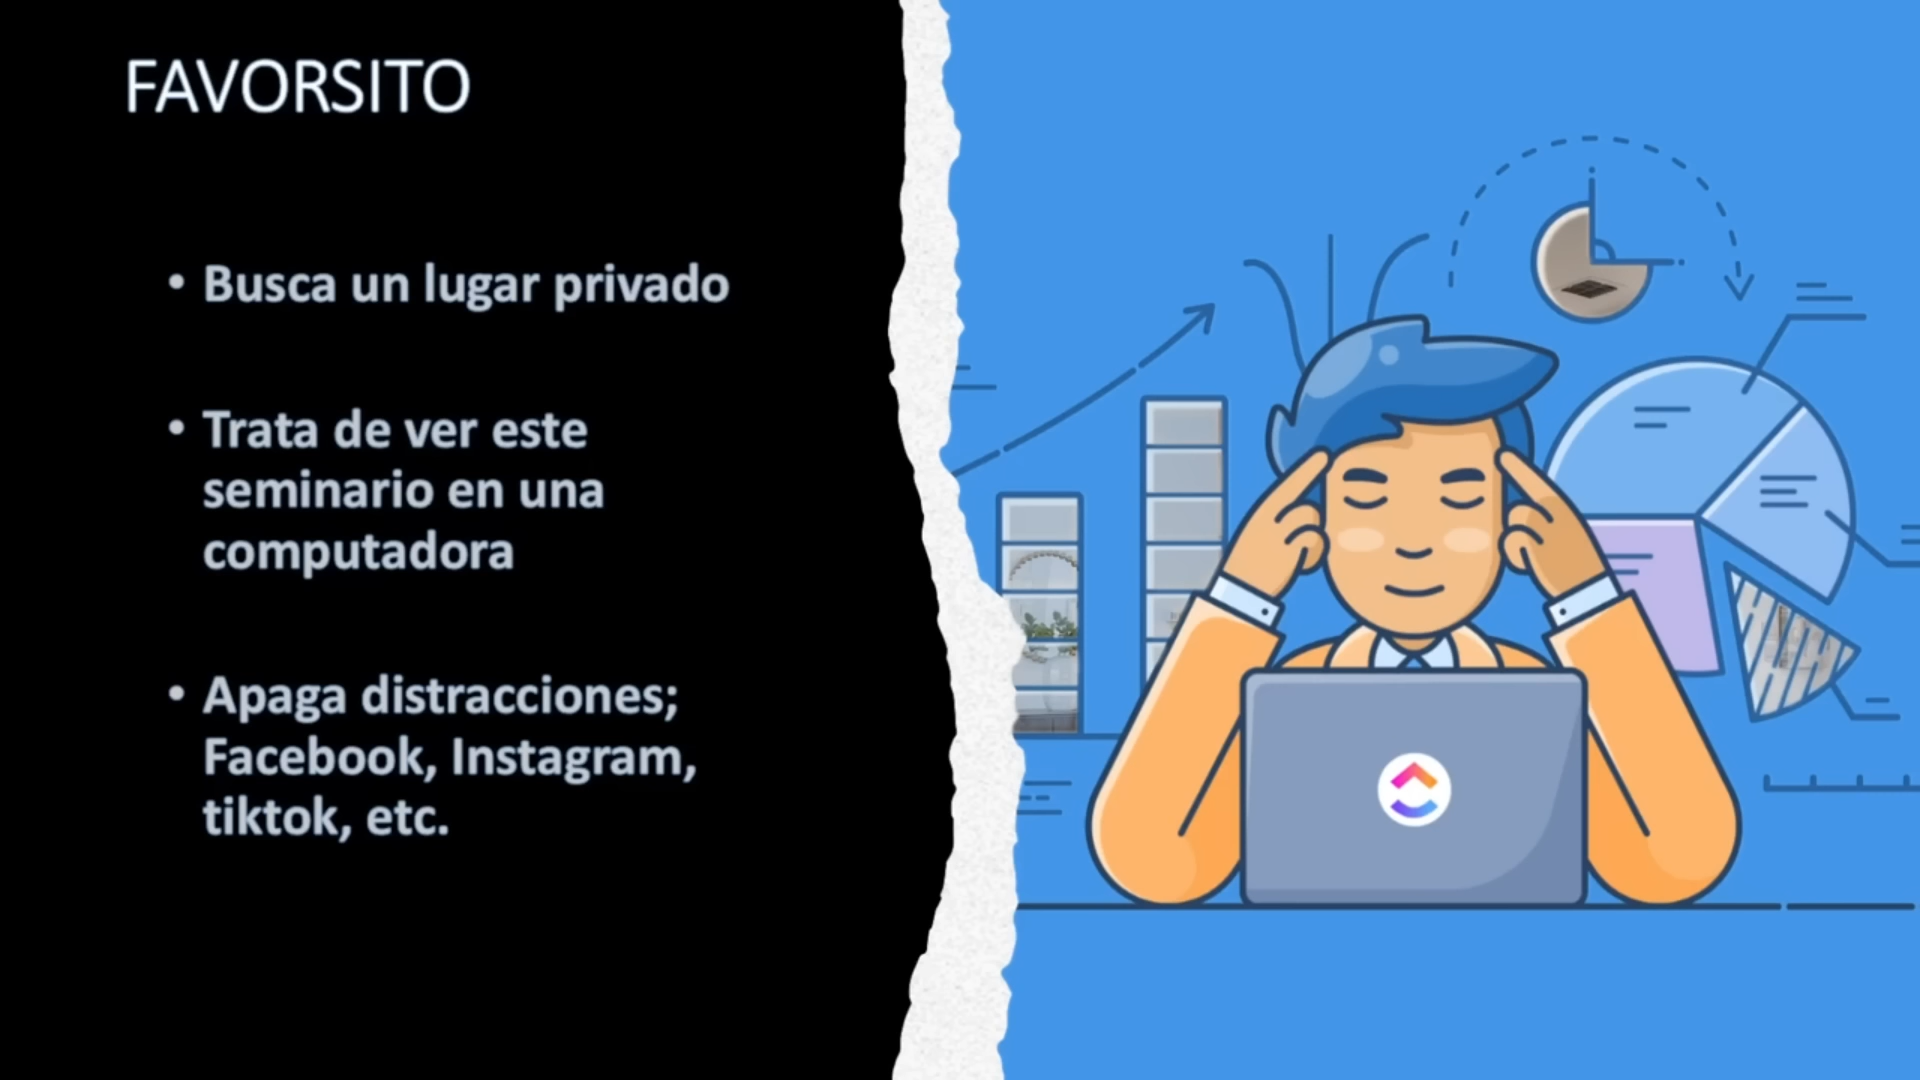 FAVORSITO
• Busca un lugar privado
• Trata de ver este
seminario en una
computadora
• Apaga distracciones;
Facebook, Instagram,
tiktok, etc.